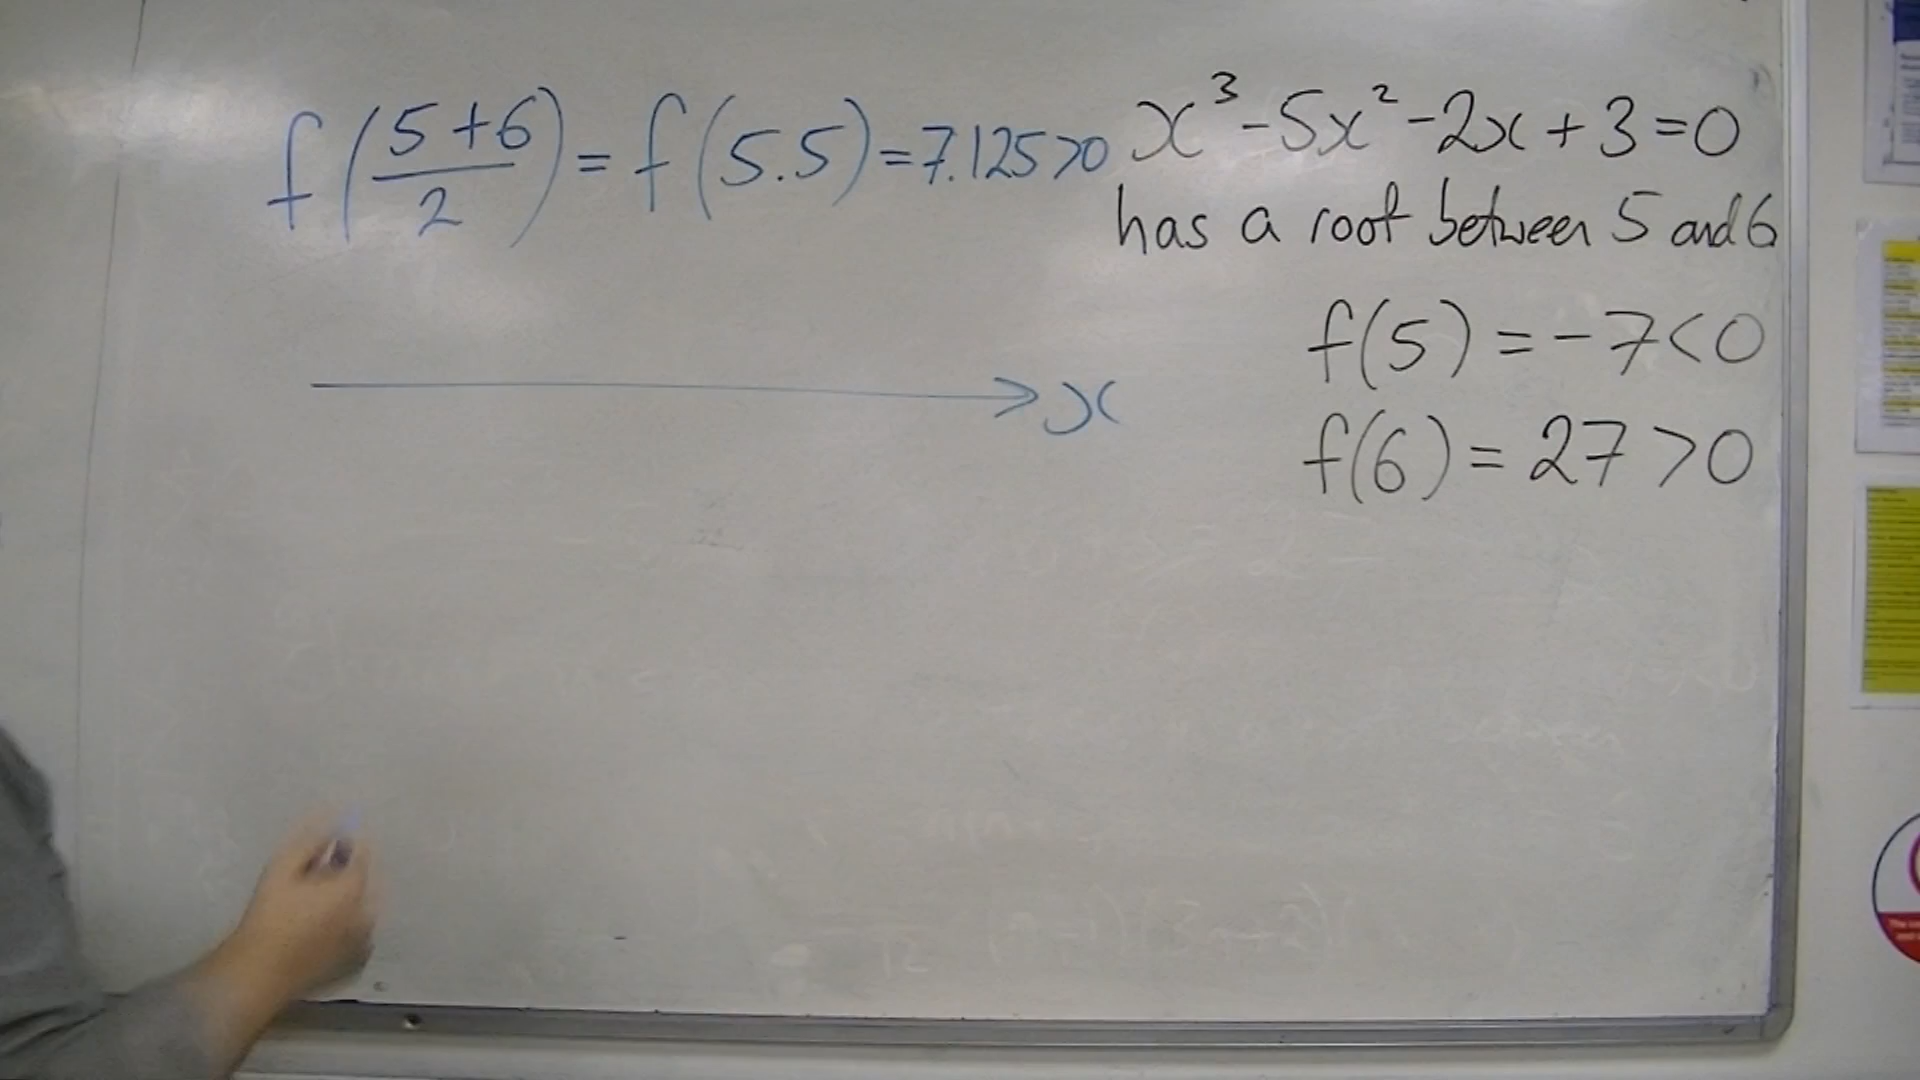 f(5+6/2) = f(5.5) = 7.125>0
x³-5x²-2x+3=0
has a root between 5 and 6
f(5) = -7<0
f(6) = 27>0
x